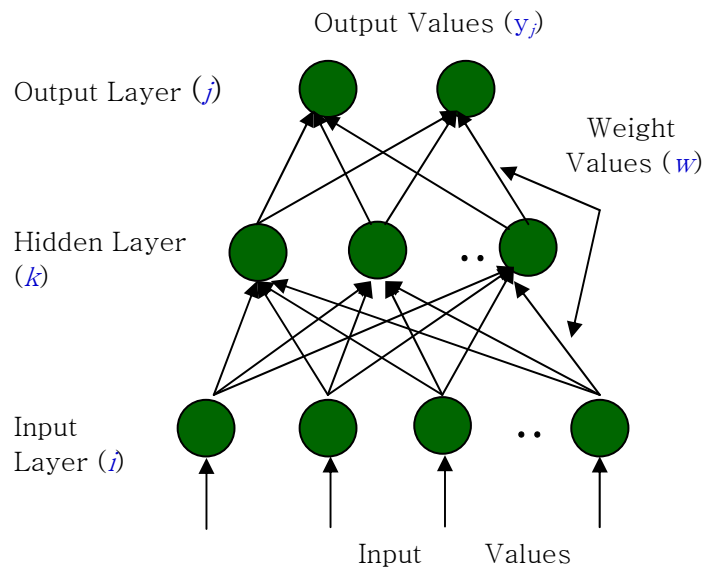 Output Values (yj)
Output Layer (j)
Weight
Values (w)
Hidden Layer
(k)
..
Input
Layer (i)
..
Input Values